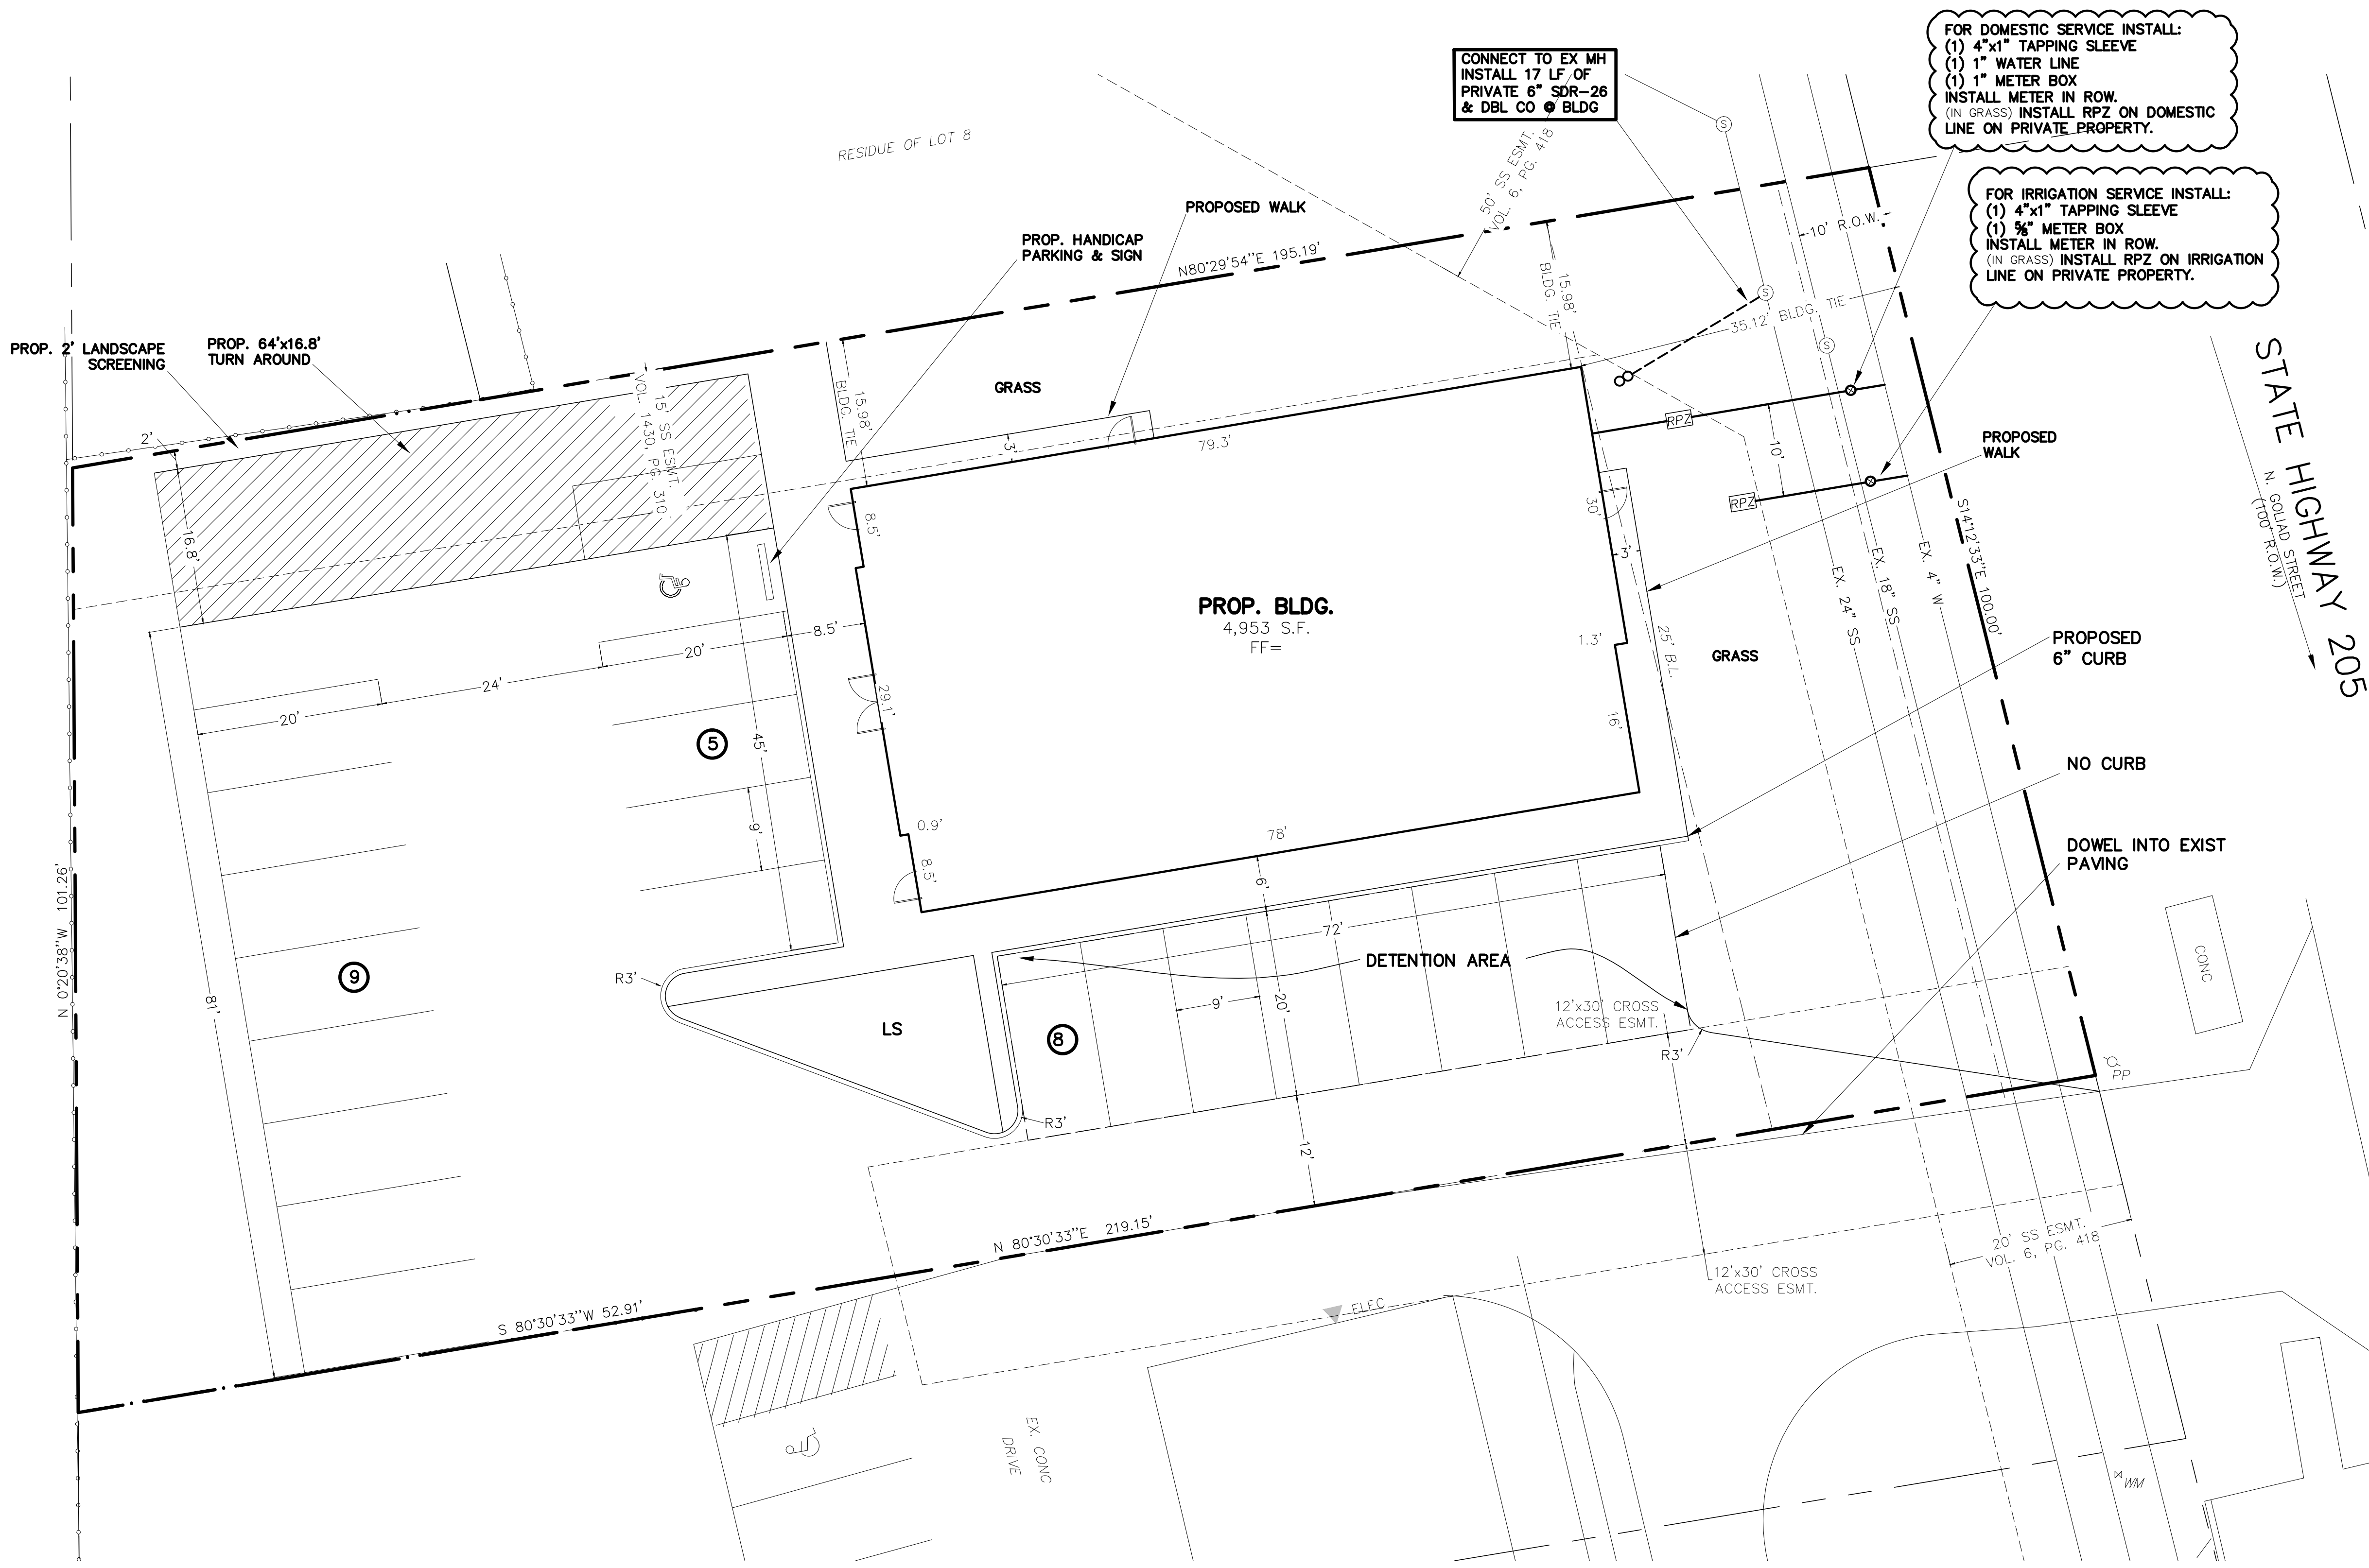 FOR DOMESTIC SERVICE INSTALL:
(1) 4"x1" TAPPING SLEEVE
(1) 1" WATER LINE
(1) 1" METER BOX
INSTALL METER IN ROW.
(IN GRASS) INSTALL RPZ ON DOMESTIC
LINE ON PRIVATE PROPERTY.
CONNECT TO EX MH
INSTALL 17 LF OF
PRIVATE 6" SDR-26
& DBL CO @ BLDG
FOR IRRIGATION SERVICE INSTALL:
(1) 4"x1" TAPPING SLEEVE
(1) ⅝" METER BOX
INSTALL METER IN ROW.
(IN GRASS) INSTALL RPZ ON IRRIGATION
LINE ON PRIVATE PROPERTY.
RESIDUE OF LOT 8
50' SS ESMT.
VOL. 6, PG. 418
S
PROPOSED WALK
PROP. HANDICAP
PARKING & SIGN
N80°29'54"E 195.19'
10' R.O.W.
15.98'
BLDG. TIE
S
35.12' BLDG. TIE
S
PROP. 2' LANDSCAPE
SCREENING
PROP. 64'x16.8'
TURN AROUND
15' SS ESMT.
VOL. 1430, PG. 310
15.98'
BLDG. TIE
GRASS
2'
3'
79.3'
RPZ
10'
RPZ
PROPOSED
WALK
STATE HIGHWAY 205
N. GOLIAD STREET
(100' R.O.W.)
16.8'
8.5'
30'
3'
S14°12'33"E 100.00'
EX. 4" W
EX. 18" SS
EX. 24" SS
PROP. BLDG.
4,953 S.F.
FF=
8.5'
20'
24'
20'
1.3'
25' B.L.
GRASS
PROPOSED
6" CURB
29.1'
16'
5
45'
9'
NO CURB
0.9'
78'
8.5'
DOWEL INTO EXIST
PAVING
6'
72'
N 0°20'38"W 101.26'
81'
9
R3'
DETENTION AREA
9'
20'
12'x30' CROSS
ACCESS ESMT.
CONC
LS
8
R3'
R3'
PP
12'
N 80°30'33"E 219.15'
20' SS ESMT.
VOL. 6, PG. 418
12'x30' CROSS
ACCESS ESMT.
ELEC
S 80°30'33"W 52.91'
EX. CONC
DRIVE
WM